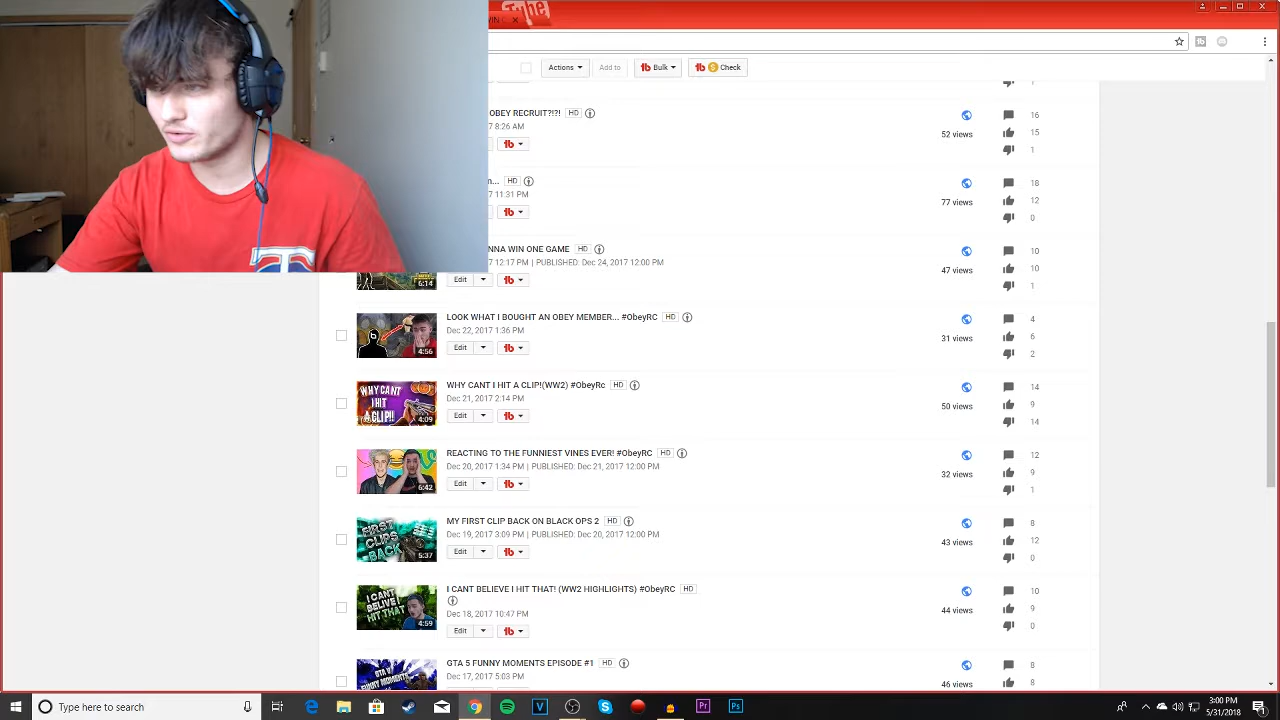 Tube
Actions
Add to
Bulk
Check
OBEY RECRUIT?!?! HD
16
7 8:26 AM
52 views
15
1
n... HD
18
7 11:31 PM
77 views
12
0
NNA WIN ONE GAME HD
10
7 12:17 PM | PUBLISHED: Dec 24, 2017 12:00 PM
47 views
10
6:14
Edit
1
LOOK WHAT I BOUGHT AN OBEY MEMBER... #ObeyRC HD
4
Dec 22, 2017 1:36 PM
31 views
6
4:56
Edit
2
WHY CANT I HIT A CLIP!(WW2) #ObeyRc HD
14
WHY CANT
I HIT
A CLIP!!
Dec 21, 2017 2:14 PM
50 views
9
4:09
Edit
14
REACTING TO THE FUNNIEST VINES EVER! #ObeyRC HD
12
Dec 20, 2017 1:34 PM | PUBLISHED: Dec 21, 2017 12:00 PM
32 views
9
6:42
Edit
1
MY FIRST CLIP BACK ON BLACK OPS 2 HD
8
FIRST
CLIPS
BACK
Dec 19, 2017 3:09 PM | PUBLISHED: Dec 20, 2017 12:00 PM
43 views
12
5:37
Edit
0
I CANT BELIEVE I HIT THAT! (WW2 HIGHLIGHTS) #ObeyRC HD
10
I CANT
BELIVE I
HIT THAT
Dec 18, 2017 10:47 PM
44 views
9
4:59
Edit
0
GTA 5 FUNNY MOMENTS EPISODE #1 HD
8
GTA 5
FUNNY MOMENTS
Dec 17, 2017 5:03 PM
46 views
8
Type here to search
Pr
Ps
3:00 PM
5/31/2018